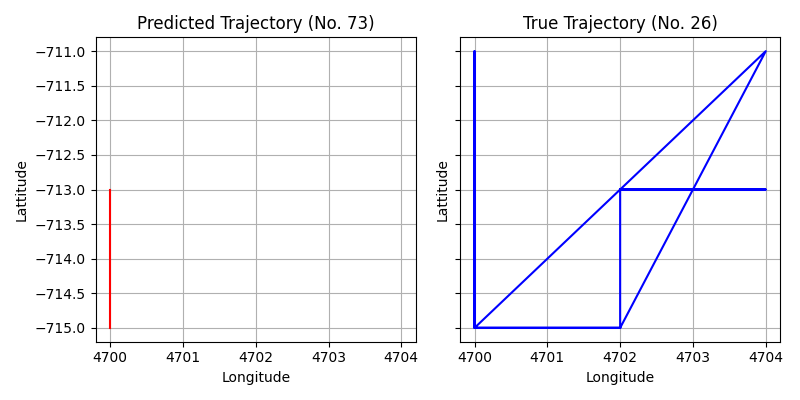 Predicted Trajectory (No. 73)
True Trajectory (No. 26)
−711.0
−711.5
−712.0
−712.5
−713.0
−713.5
−714.0
−714.5
−715.0
Lattitude
Lattitude
4700 4701 4702 4703 4704
4700 4701 4702 4703 4704
Longitude
Longitude